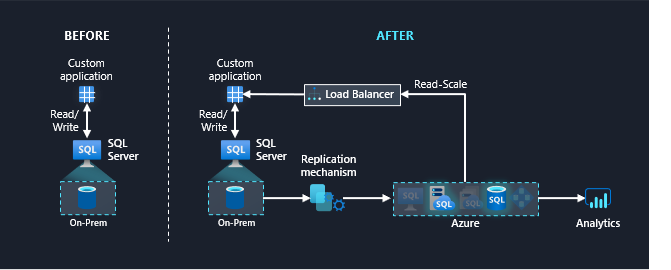 BEFORE
Custom
application
Read/
Write
SQL
SQL
Server
On-Prem
AFTER
Custom
application
Read/
Write
SQL
SQL
Server
On-Prem
Load Balancer
Read-Scale
Replication
mechanism
SQL
SQL
SQL
SQL
Azure
Analytics